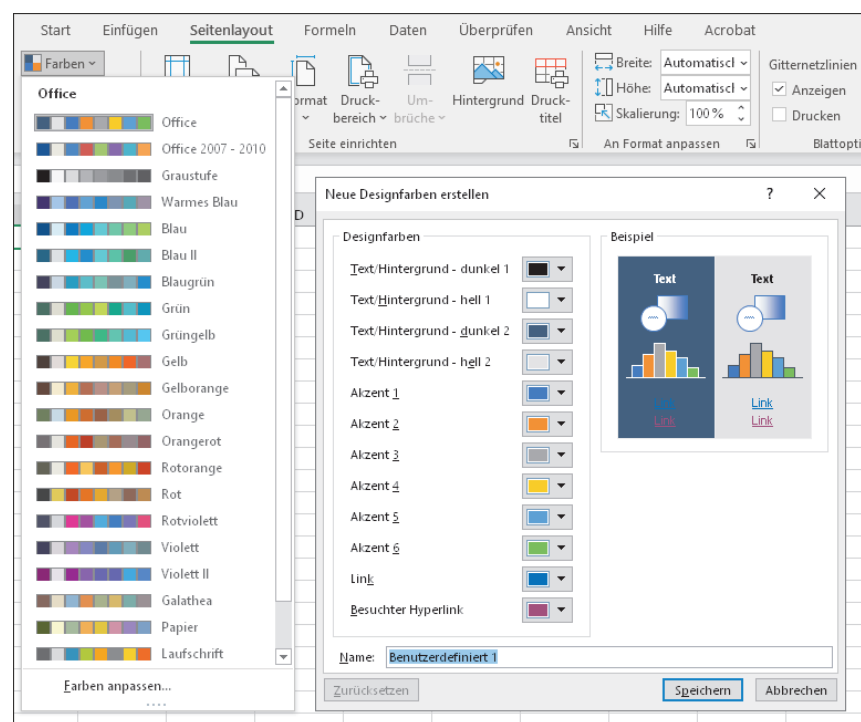 Start Einfügen Seitenlayout Formeln Daten Überprüfen Ansicht Hilfe Acrobat
Farben
Format Druck- Um- Hintergrund Druck-
bereich brüche titel
Seite einrichten
Breite: Automatisch
Höhe: Automatisch
Skalierung: 100 %
An Format anpassen
Gitternetzlinien
Anzeigen
Drucken
Blattopti
Office
Office
Office 2007 - 2010
Graustufe
Warmes Blau
Blau
Blau II
Blaugrün
Grün
Grüngelb
Gelb
Gelborange
Orange
Orangerot
Rotorange
Rot
Rotviolett
Violett
Violett II
Galathea
Papier
Laufschrift
Farben anpassen...
D
Neue Designfarben erstellen ?
Designfarben
Text/Hintergrund - dunkel 1
Text/Hintergrund - hell 1
Text/Hintergrund - dunkel 2
Text/Hintergrund - hell 2
Akzent 1
Akzent 2
Akzent 3
Akzent 4
Akzent 5
Akzent 6
Link
Besuchter Hyperlink
Beispiel
Text Text
Link Link
Link Link
Name: Benutzerdefiniert 1
Zurücksetzen Speichern Abbrechen